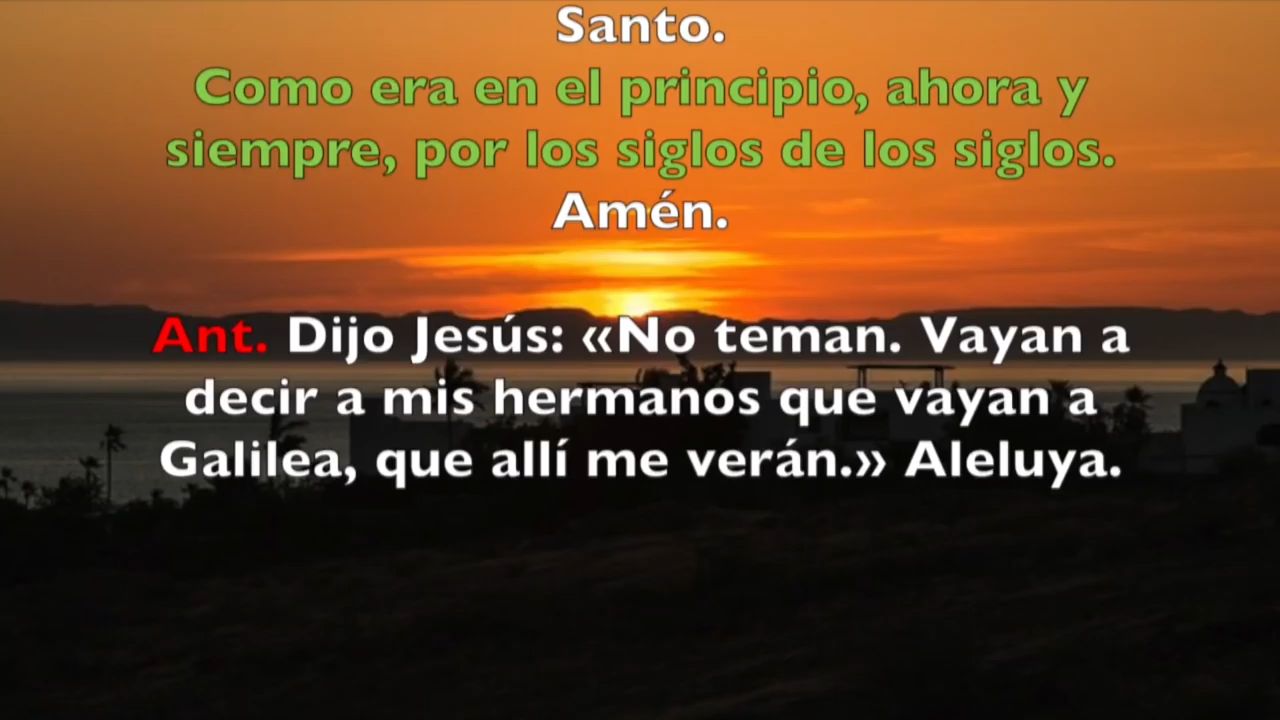 Santo.
Como era en el principio, ahora y
siempre, por los siglos de los siglos.
Amén.
Ant. Dijo Jesús: «No teman. Vayan a
decir a mis hermanos que vayan a
Galilea, que allí me verán.» Aleluya.